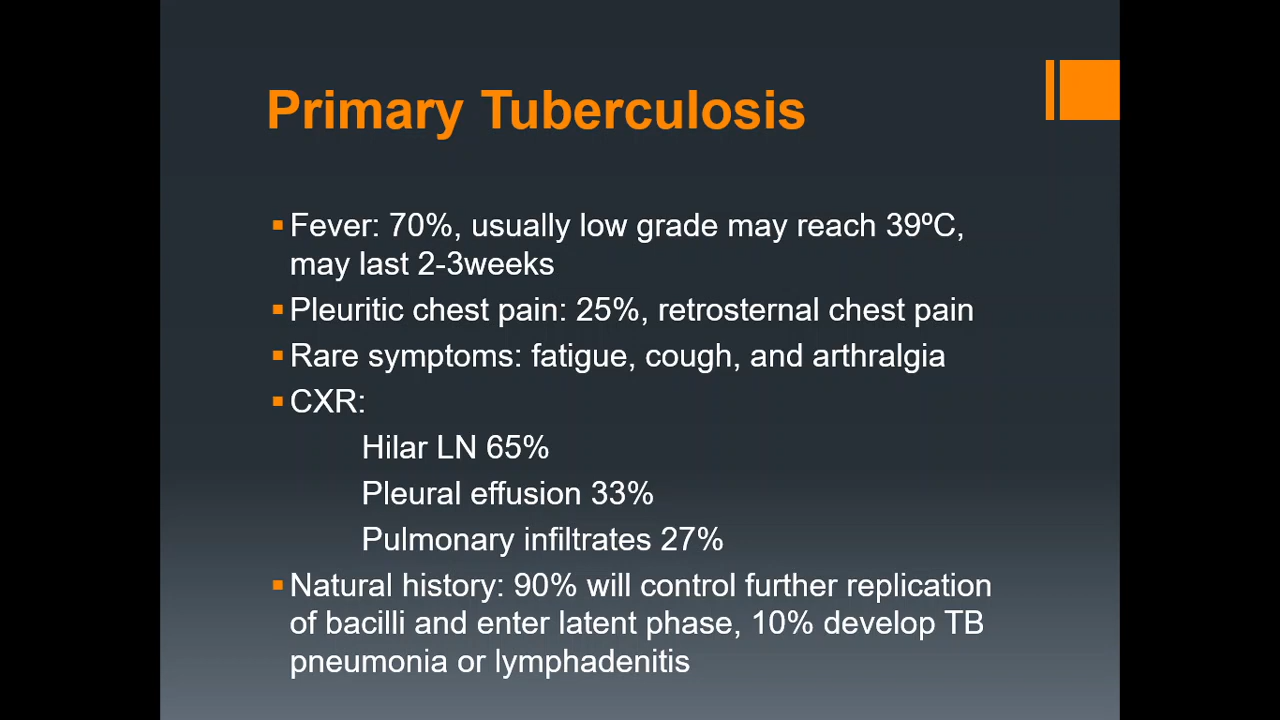 Primary Tuberculosis
▪Fever: 70%, usually low grade may reach 39ºC,
may last 2-3weeks
▪Pleuritic chest pain: 25%, retrosternal chest pain
▪Rare symptoms: fatigue, cough, and arthralgia
▪CXR:
Hilar LN 65%
Pleural effusion 33%
Pulmonary infiltrates 27%
▪Natural history: 90% will control further replication
of bacilli and enter latent phase, 10% develop TB
pneumonia or lymphadenitis